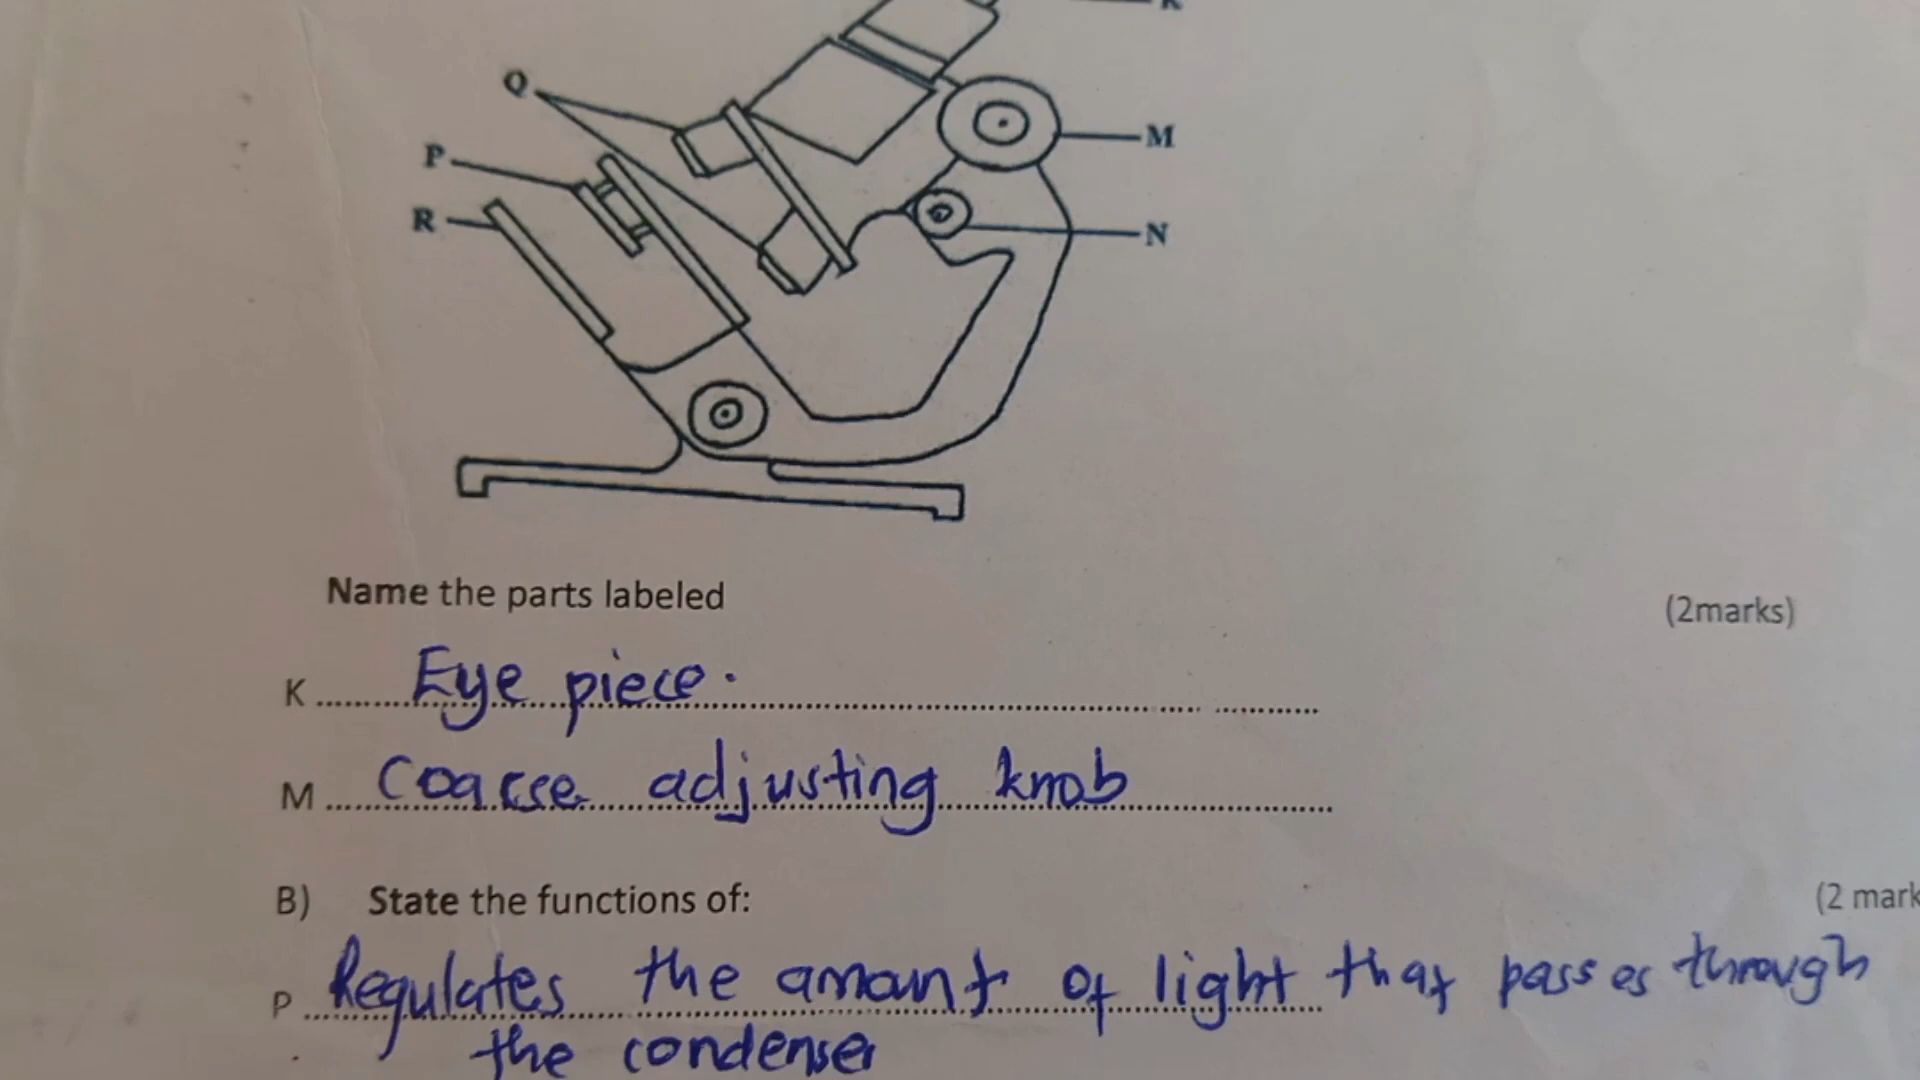 K
Q
M
P
R
N
Name the parts labeled (2marks)
K ........ Eye piece. ........
M ... Coarse adjusting knob ........
B) State the functions of: (2 mark
P Regulates the amount of light that passes through
the condenser